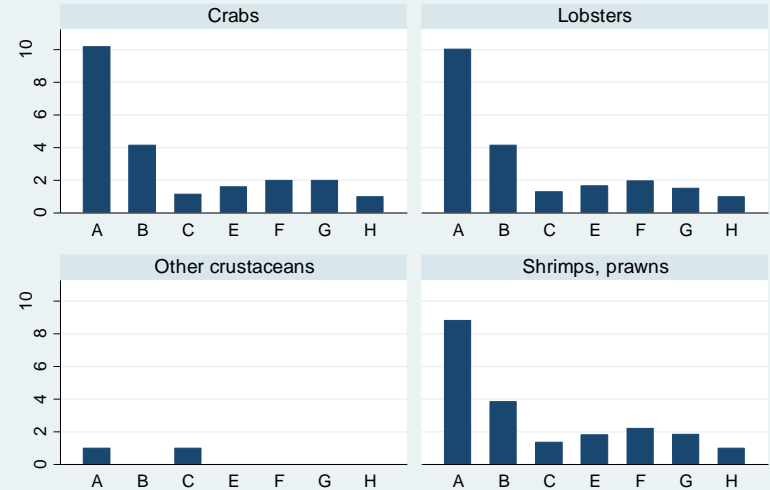 Crabs
Lobsters
10
8
6
4
2
0
A B C E F G H
A B C E F G H
Other crustaceans
Shrimps, prawns
10
8
6
4
2
0
A B C E F G H
A B C E F G H